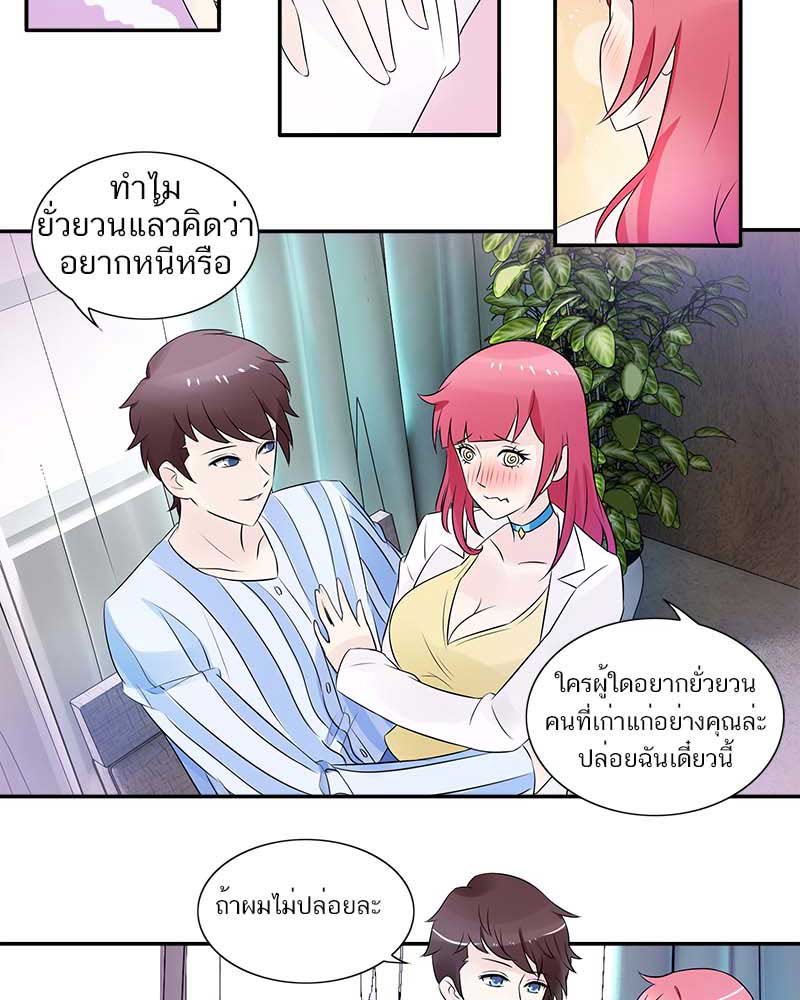 ทำไม
ยั่วยวนแล้วคิดว่า
อยากหนีหรือ
ใครผู้ใดอยากยั่วยวน
คนที่เก่าแก่อย่างคุณล่ะ
ปล่อยฉันเดี๋ยวนี้
ถ้าผมไม่ปล่อยละ